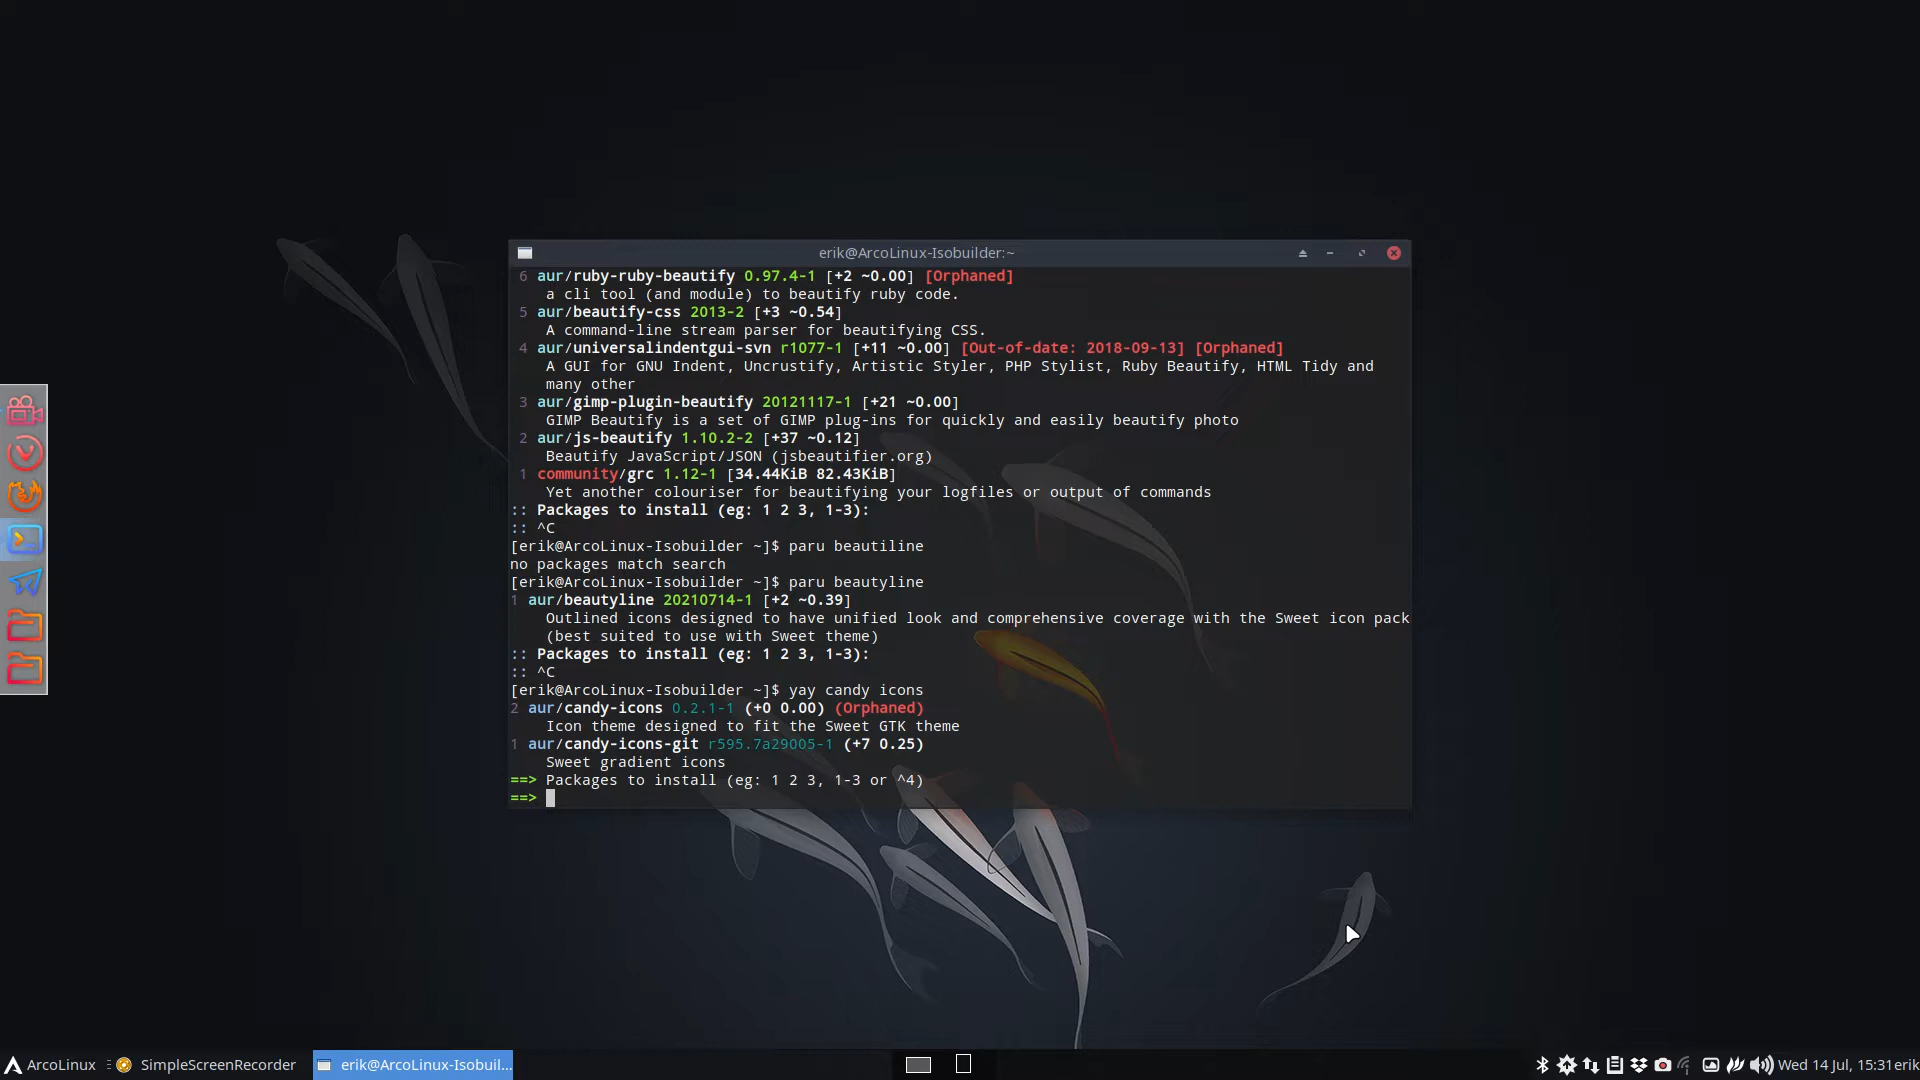 erik@ArcoLinux-Isobuilder:~
6 aur/ruby-ruby-beautify 0.97.4-1 [+2 ~0.00] [Orphaned]
a cli tool (and module) to beautify ruby code.
5 aur/beautify-css 2013-2 [+3 ~0.54]
A command-line stream parser for beautifying CSS.
4 aur/universalindentgui-svn r1077-1 [+11 ~0.00] [Out-of-date: 2018-09-13] [Orphaned]
A GUI for GNU Indent, Uncrustify, Artistic Styler, PHP Stylist, Ruby Beautify, HTML Tidy and
many other
3 aur/gimp-plugin-beautify 20121117-1 [+21 ~0.00]
GIMP Beautify is a set of GIMP plug-ins for quickly and easily beautify photo
2 aur/js-beautify 1.10.2-2 [+37 ~0.12]
Beautify JavaScript/JSON (jsbeautifier.org)
1 community/grc 1.12-1 [34.44KiB 82.43KiB]
Yet another colouriser for beautifying your logfiles or output of commands
:: Packages to install (eg: 1 2 3, 1-3):
:: ^C
[erik@ArcoLinux-Isobuilder ~]$ paru beautiline
no packages match search
[erik@ArcoLinux-Isobuilder ~]$ paru beautyline
1 aur/beautyline 20210714-1 [+2 ~0.39]
Outlined icons designed to have unified look and comprehensive coverage with the Sweet icon pack
(best suited to use with Sweet theme)
:: Packages to install (eg: 1 2 3, 1-3):
:: ^C
[erik@ArcoLinux-Isobuilder ~]$ yay candy icons
2 aur/candy-icons 0.2.1-1 (+0 0.00) (Orphaned)
Icon theme designed to fit the Sweet GTK theme
1 aur/candy-icons-git r595.7a29005-1 (+7 0.25)
Sweet gradient icons
==> Packages to install (eg: 1 2 3, 1-3 or ^4)
==>
ArcoLinux SimpleScreenRecorder erik@ArcoLinux-Isobuil... Wed 14 Jul, 15:31 erik